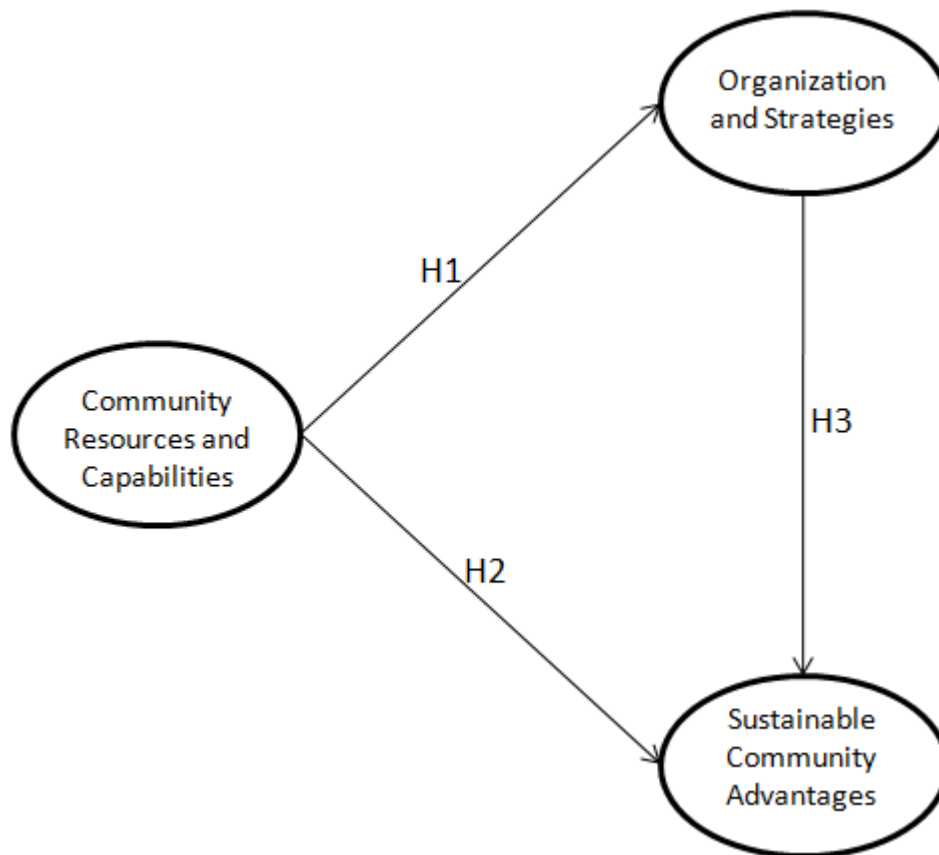 Organization
and Strategies
H1
Community
Resources and
Capabilities
H3
H2
Sustainable
Community
Advantages